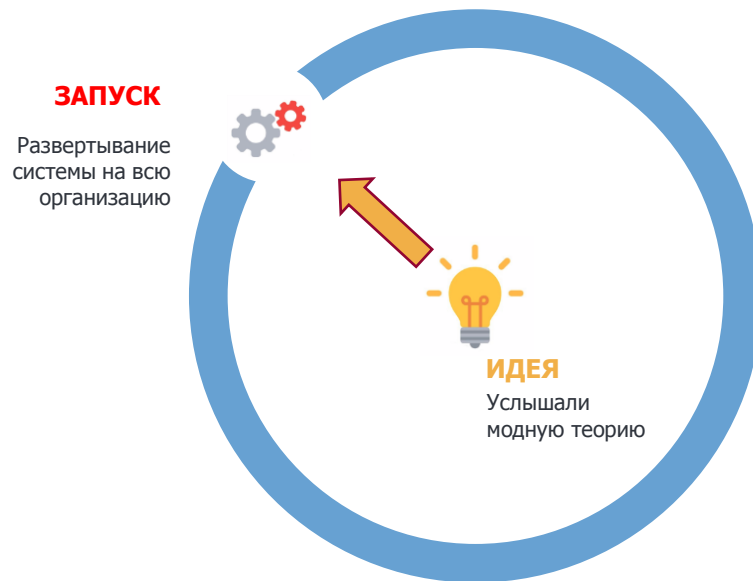 ЗАПУСК
Развертывание
системы на всю
организацию
ИДЕЯ
Услышали
модную теорию